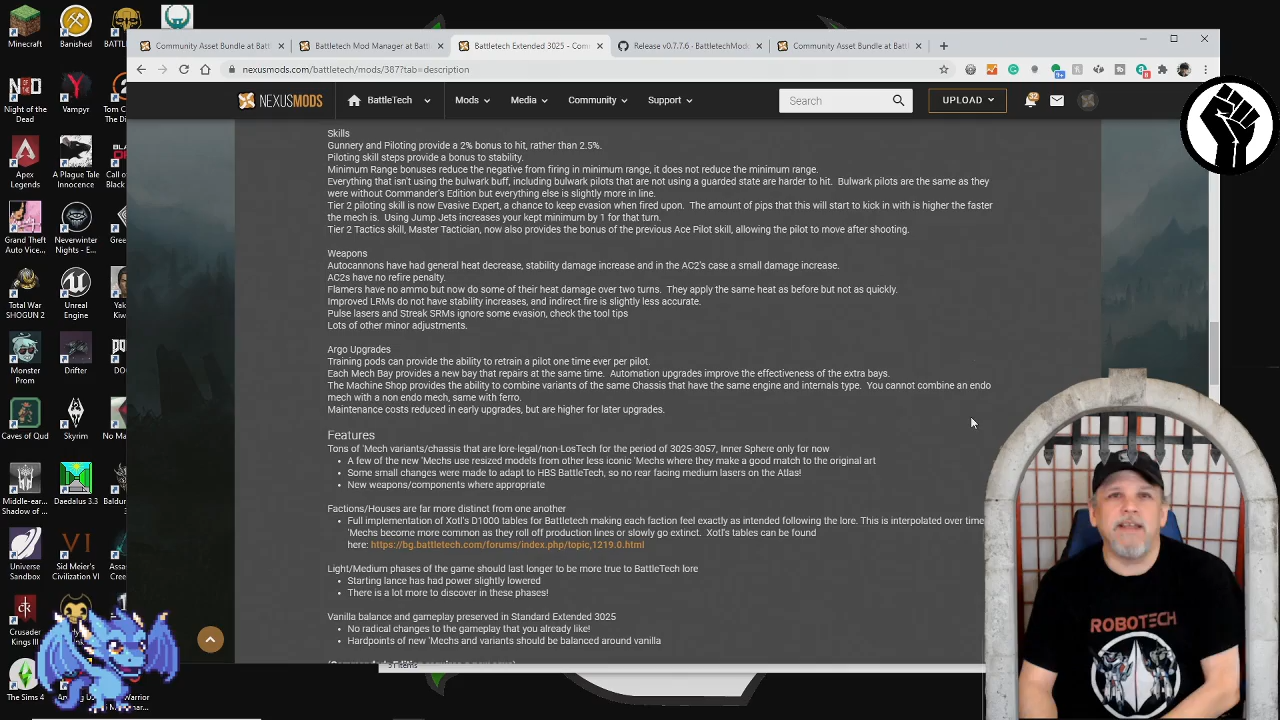 Community Asset Bundle at Batt
Battletech Mod Manager at Battl
Battletech Extended 3025 - Com
Release v0.7.7.6 - BattletechMod
Community Asset Bundle at Batt
nexusmods.com/battletech/mods/387?tab=description
NEXUSMODS
BattleTech
Mods
Media
Community
Support
Search
UPLOAD
Skills
Gunnery and Piloting provide a 2% bonus to hit, rather than 2.5%.
Piloting skill steps provide a bonus to stability.
Minimum Range bonuses reduce the negative from firing in minimum range, it does not reduce the minimum range.
Everything that isn't using the bulwark buff, including bulwark pilots that are not using a guarded state are harder to hit. Bulwark pilots are the same as they
were without Commander's Edition but everything else is slightly more in line.
Tier 2 piloting skill is now Evasive Expert, a chance to keep evasion when fired upon. The amount of pips that this will start to kick in with is higher the faster
the mech is. Using Jump Jets increases your kept minimum by 1 for that turn.
Tier 2 Tactics skill, Master Tactician, now also provides the bonus of the previous Ace Pilot skill, allowing the pilot to move after shooting.
Weapons
Autocannons have had general heat decrease, stability damage increase and in the AC2's case a small damage increase.
AC2s have no refire penalty.
Flamers have no ammo but now do some of their heat damage over two turns. They apply the same heat as before but not as quickly.
Improved LRMs do not have stability increases, and indirect fire is slightly less accurate.
Pulse lasers and Streak SRMs ignore some evasion, check the tool tips
Lots of other minor adjustments.
Argo Upgrades
Training pods can provide the ability to retrain a pilot one time ever per pilot.
Each Mech Bay provides a new bay that repairs at the same time. Automation upgrades improve the effectiveness of the extra bays.
The Machine Shop provides the ability to combine variants of the same Chassis that have the same engine and internals type. You cannot combine an endo
mech with a non endo mech, same with ferro.
Maintenance costs reduced in early upgrades, but are higher for later upgrades.
Features
Tons of 'Mech variants/chassis that are lore-legal/non-LosTech for the period of 3025-3057, Inner Sphere only for now
• A few of the new 'Mechs use resized models from other less iconic 'Mechs where they make a good match to the original art
• Some small changes were made to adapt to HBS BattleTech, so no rear facing medium lasers on the Atlas!
• New weapons/components where appropriate
Factions/Houses are far more distinct from one another
• Full implementation of Xotl's D1000 tables for Battletech making each faction feel exactly as intended following the lore. This is interpolated over time
'Mechs become more common as they roll off production lines or slowly go extinct. Xotl's tables can be found
here: https://bg.battletech.com/forums/index.php/topic,1219.0.html
Light/Medium phases of the game should last longer to be more true to BattleTech lore
• Starting lance has had power slightly lowered
• There is a lot more to discover in these phases!
Vanilla balance and gameplay preserved in Standard Extended 3025
• No radical changes to the gameplay that you already like!
• Hardpoints of new 'Mechs and variants should be balanced around vanilla
Minecraft
Banished
BATTL
Night of the
Dead
Vampyr
Apex
Legends
A Plague Tale
Innocence
Call of
Black
Grand Theft
Auto Vice...
Neverwinter
Nights - E...
Gree
Total War
SHOGUN 2
Unreal
Engine
Yak
Kiw
Monster
Prom
Drifter
DO
Caves of Qud
Skyrim
No M
Middle-ear
Shadow of...
Daedalus 3.3
Universe
Sandbox
Sid Meier's
Civilization VI
Assas
Cree
Crusader
Kings III
The Sims 4
Warrior
ROBOTECH